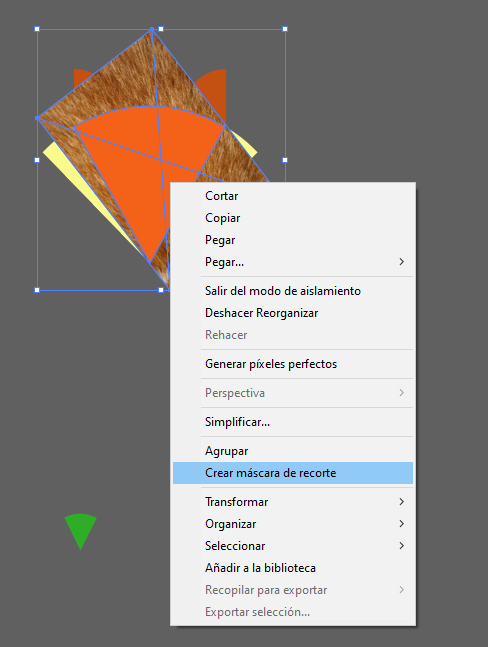 Cortar
Copiar
Pegar
Pegar...
Salir del modo de aislamiento
Deshacer Reorganizar
Rehacer
Generar píxeles perfectos
Perspectiva
Simplificar...
Agrupar
Crear máscara de recorte
Transformar
Organizar
Seleccionar
Añadir a la biblioteca
Recopilar para exportar
Exportar selección...